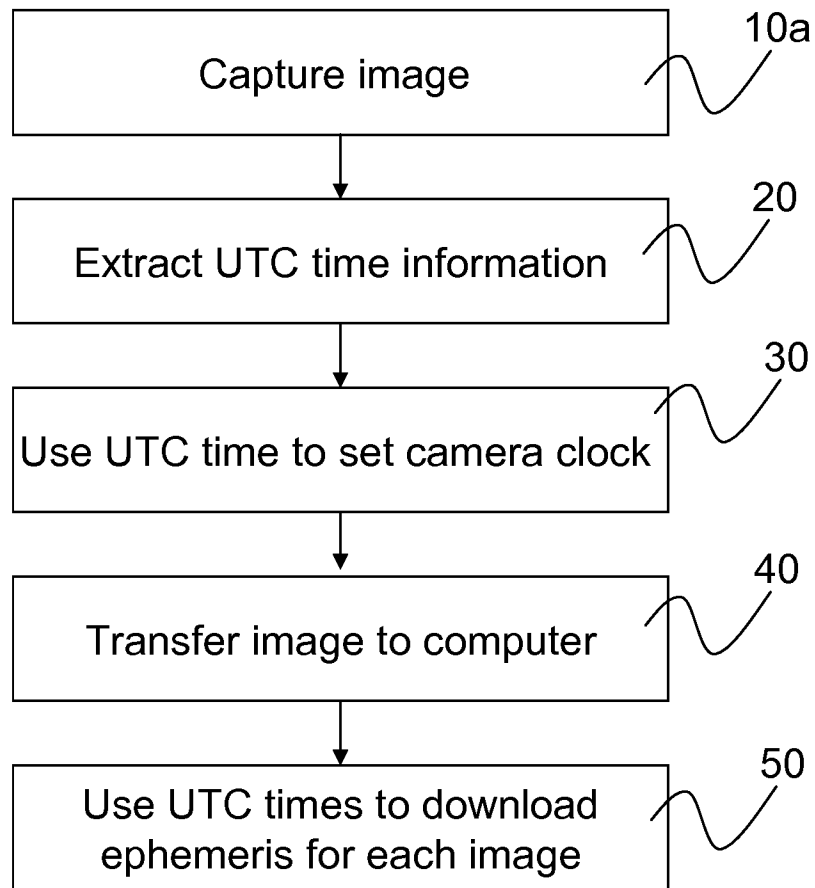 10a
Capture image
20
Extract UTC time information
30
Use UTC time to set camera clock
40
Transfer image to computer
50
Use UTC times to download
ephemeris for each image